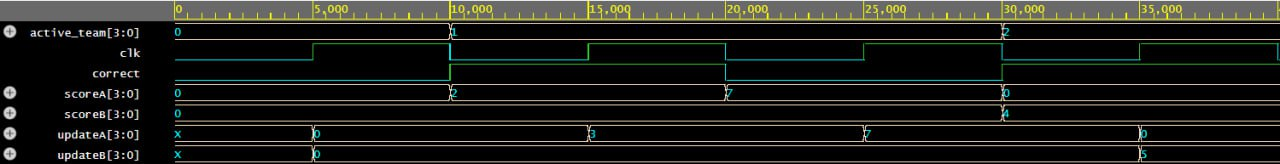 0 5,000 10,000 15,000 20,000 25,000 30,000 35,000
active_team[3:0] 0 1 2
clk
correct
scoreA[3:0] 0 2 7 0
scoreB[3:0] 0 4
updateA[3:0] x 0 3 7 0
updateB[3:0] x 0 5